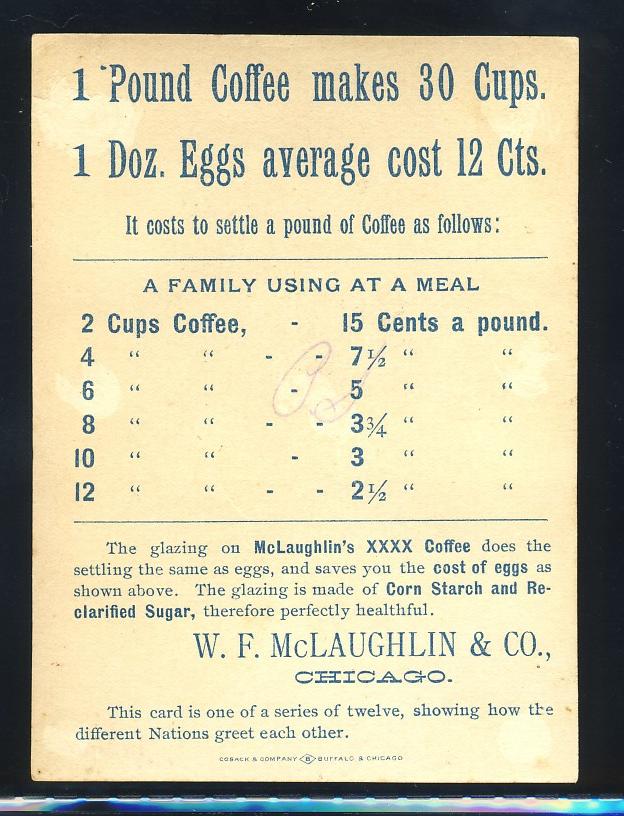 1 Pound Coffee makes 30 Cups.
1 Doz. Eggs average cost 12 Cts.
It costs to settle a pound of Coffee as follows:
A FAMILY USING AT A MEAL
2 Cups Coffee, - 15 Cents a pound.
4 “ “ - - 7½ “ “
6 “ “ - 5 “ “
8 “ “ - - 3¾ “ “
10 “ “ - 3 “ “
12 “ “ - - 2½ “ “
The glazing on McLaughlin's XXXX Coffee does the
settling the same as eggs, and saves you the cost of eggs as
shown above. The glazing is made of Corn Starch and Re-
clarified Sugar, therefore perfectly healthful.
W. F. McLAUGHLIN & CO.,
CHICAGO.
This card is one of a series of twelve, showing how the
different Nations greet each other.
COSACK & COMPANY B BUFFALO & CHICAGO